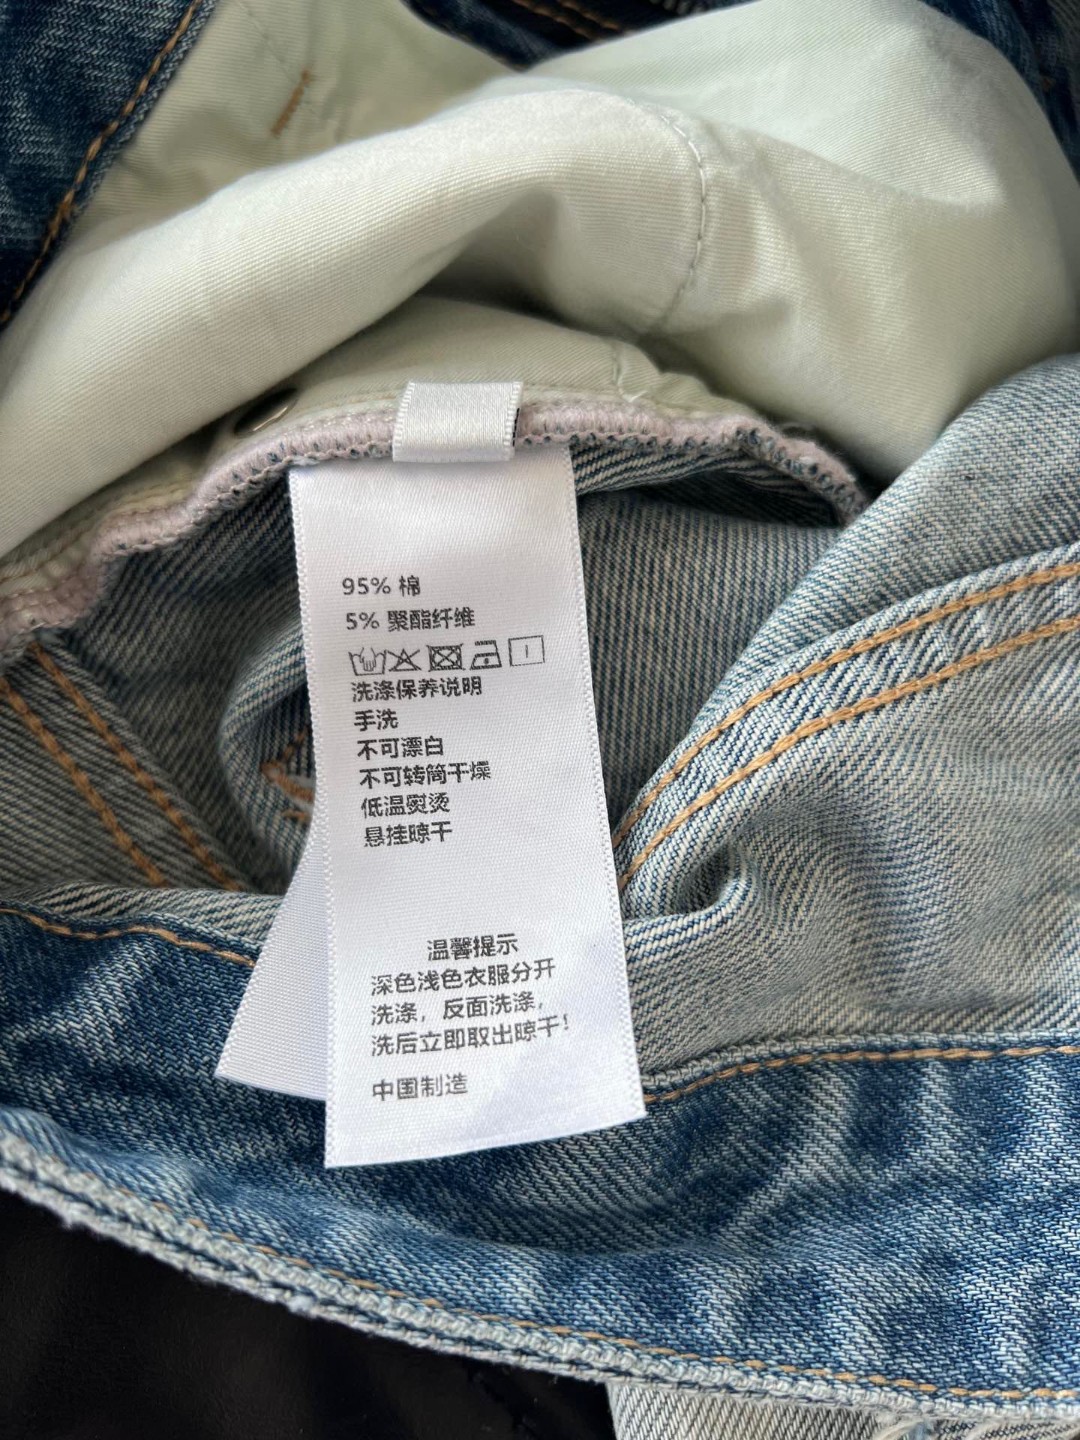 95% 棉
5% 聚酯纤维
洗涤保养说明
手洗
不可漂白
不可转筒干燥
低温熨烫
悬挂晾干
温馨提示
深色浅色衣服分开
洗涤，反面洗涤，
洗后立即取出晾干！
中国制造